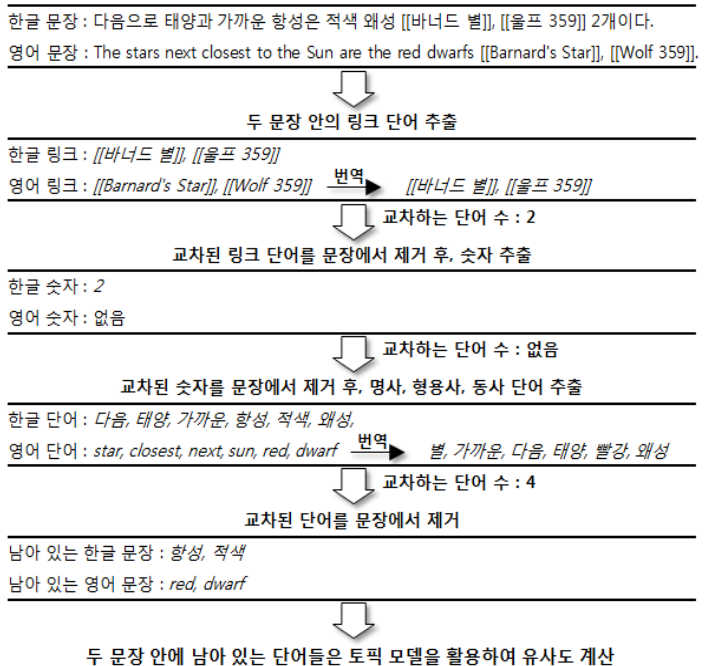 한글 문장 : 다음으로 태양과 가까운 항성은 적색 왜성 [[바너드 별]], [[울프 359]] 2개이다.
영어 문장 : The stars next closest to the Sun are the red dwarfs [[Barnard's Star]], [[Wolf 359]].
두 문장 안의 링크 단어 추출
한글 링크 : [[바너드 별]], [[울프 359]]
영어 링크 : [[Barnard's Star]], [[Wolf 359]] 번역 [[바너드 별]], [[울프 359]]
교차하는 단어 수 : 2
교차된 링크 단어를 문장에서 제거 후, 숫자 추출
한글 숫자 : 2
영어 숫자 : 없음
교차하는 단어 수 : 없음
교차된 숫자를 문장에서 제거 후, 명사, 형용사, 동사 단어 추출
한글 단어 : 다음, 태양, 가까운, 항성, 적색, 왜성,
영어 단어 : star, closest, next, sun, red, dwarf 번역 별, 가까운, 다음, 태양, 빨강, 왜성
교차하는 단어 수 : 4
교차된 단어를 문장에서 제거
남아 있는 한글 문장 : 항성, 적색
남아 있는 영어 문장 : red, dwarf
두 문장 안에 남아 있는 단어들은 토픽 모델을 활용하여 유사도 계산